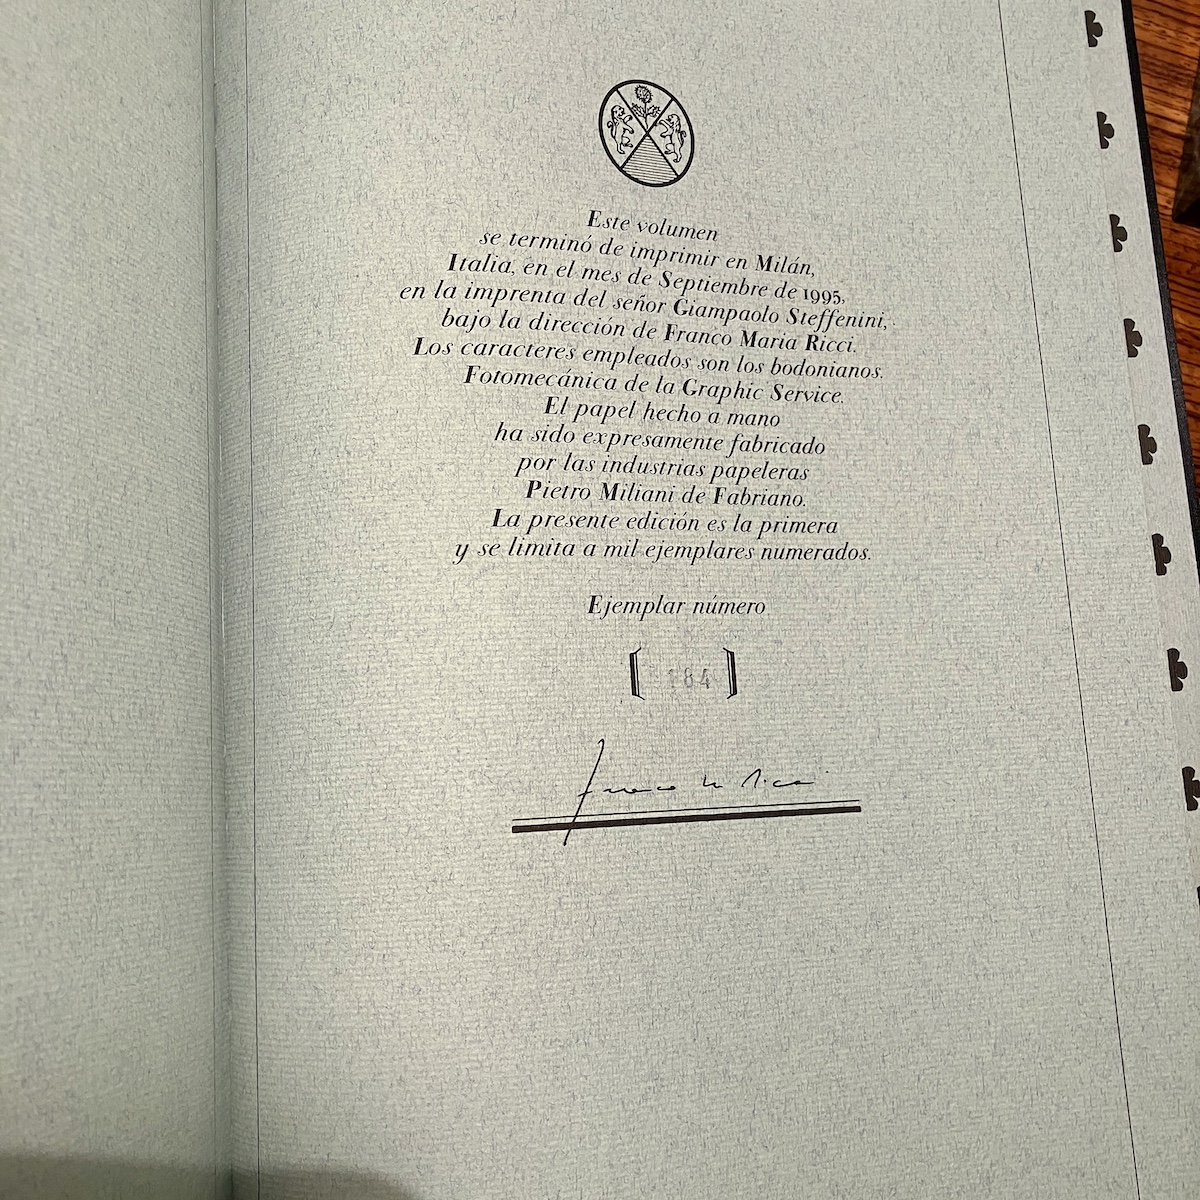 Este volumen
se terminó de imprimir en Milán,
Italia, en el mes de Septiembre de 1995,
en la imprenta del señor Giampaolo Steffenini,
bajo la dirección de Franco Maria Ricci.
Los caracteres empleados son los bodonianos.
Fotomecánica de la Graphic Service.
El papel hecho a mano
ha sido expresamente fabricado
por las industrias papeleras
Pietro Miliani de Fabriano.
La presente edición es la primera
y se limita a mil ejemplares numerados.
Ejemplar número
[ 184 ]
Franco M Ricci